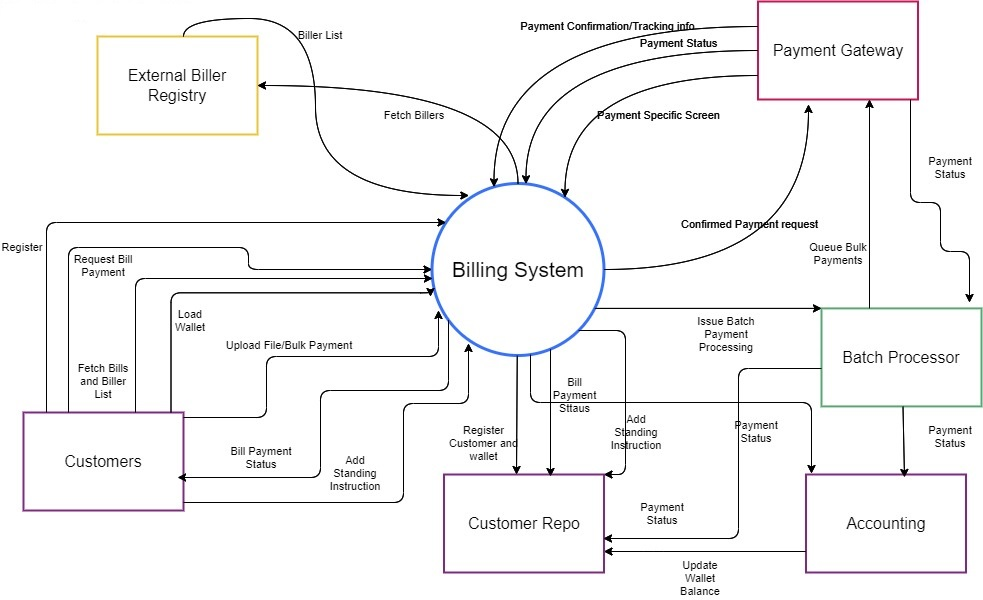 Payment Confirmation/Tracking info
Payment Status
Payment Gateway
Biller List
External Biller
Registry
Fetch Billers
Payment Specific Screen
Payment
Status
Confirmed Payment request
Register
Request Bill
Payment
Queue Bulk
Payments
Billing System
Load
Wallet
Issue Batch
Payment
Processing
Upload File/Bulk Payment
Batch Processor
Fetch Bills
and Biller
List
Bill
Payment
Sttaus
Register
Customer and
wallet
Add
Standing
Instruction
Payment
Status
Payment
Status
Customers
Bill Payment
Status
Add
Standing
Instruction
Customer Repo
Payment
Status
Accounting
Update
Wallet
Balance